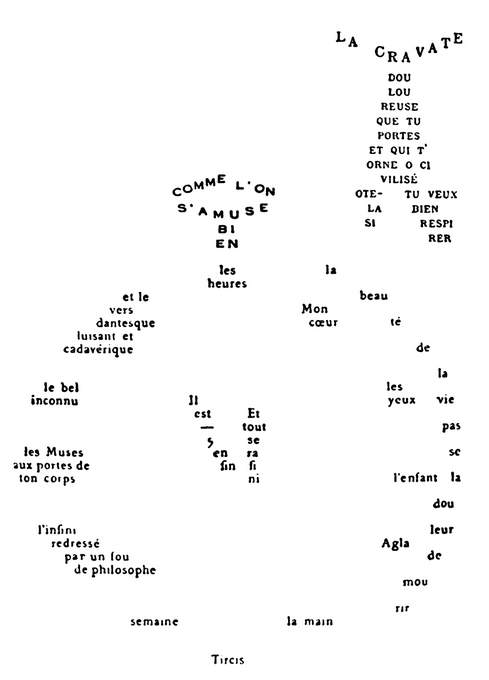 LA CRAVATE
DOU
LOU
REUSE
QUE TU
PORTES
ET QUI T'
ORNE O CI
VILISÉ
OTE- TU VEUX
LA BIEN
SI RESPI
RER
COMME L'ON
S'AMUSE
BI
EN
les
heures
la
beau
té
de
la
vie
pas
se
la
dou
leur
de
mou
rir
Mon
cœur
les
yeux
l'enfant
Agla
la main
Tircis
semaine
l'infini
redressé
par un fou
de philosophe
les Muses
aux portes de
ton corps
le bel
inconnu
et le
vers
dantesque
luisant et
cadavérique
Il
est
—
5
en
fin
Et
tout
se
ra
fi
ni